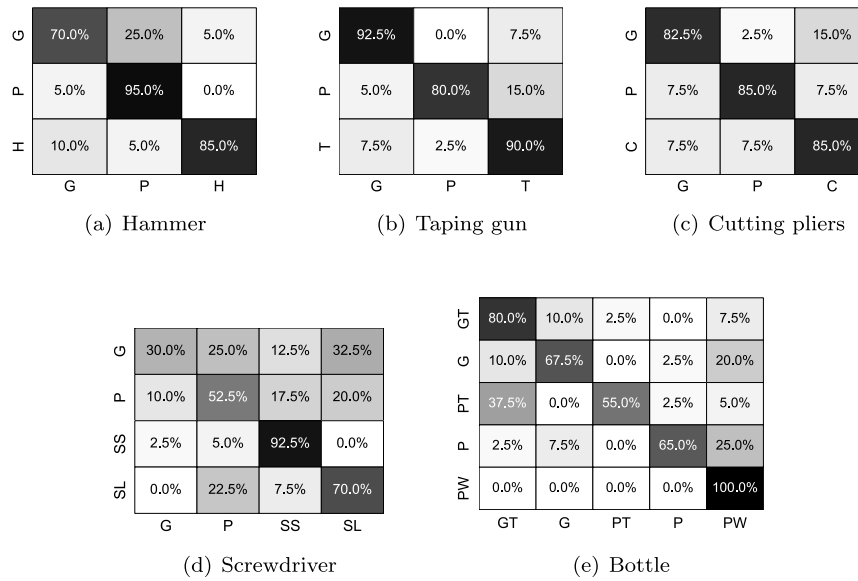 G 70.0% 25.0% 5.0%
P 5.0% 95.0% 0.0%
H 10.0% 5.0% 85.0%
G P H
(a) Hammer
G 92.5% 0.0% 7.5%
P 5.0% 80.0% 15.0%
T 7.5% 2.5% 90.0%
G P T
(b) Taping gun
G 82.5% 2.5% 15.0%
P 7.5% 85.0% 7.5%
C 7.5% 7.5% 85.0%
G P C
(c) Cutting pliers
G 30.0% 25.0% 12.5% 32.5%
P 10.0% 52.5% 17.5% 20.0%
SS 2.5% 5.0% 92.5% 0.0%
SL 0.0% 22.5% 7.5% 70.0%
G P SS SL
(d) Screwdriver
GT 80.0% 10.0% 2.5% 0.0% 7.5%
G 10.0% 67.5% 0.0% 2.5% 20.0%
PT 37.5% 0.0% 55.0% 2.5% 5.0%
P 2.5% 7.5% 0.0% 65.0% 25.0%
PW 0.0% 0.0% 0.0% 0.0% 100.0%
GT G PT P PW
(e) Bottle